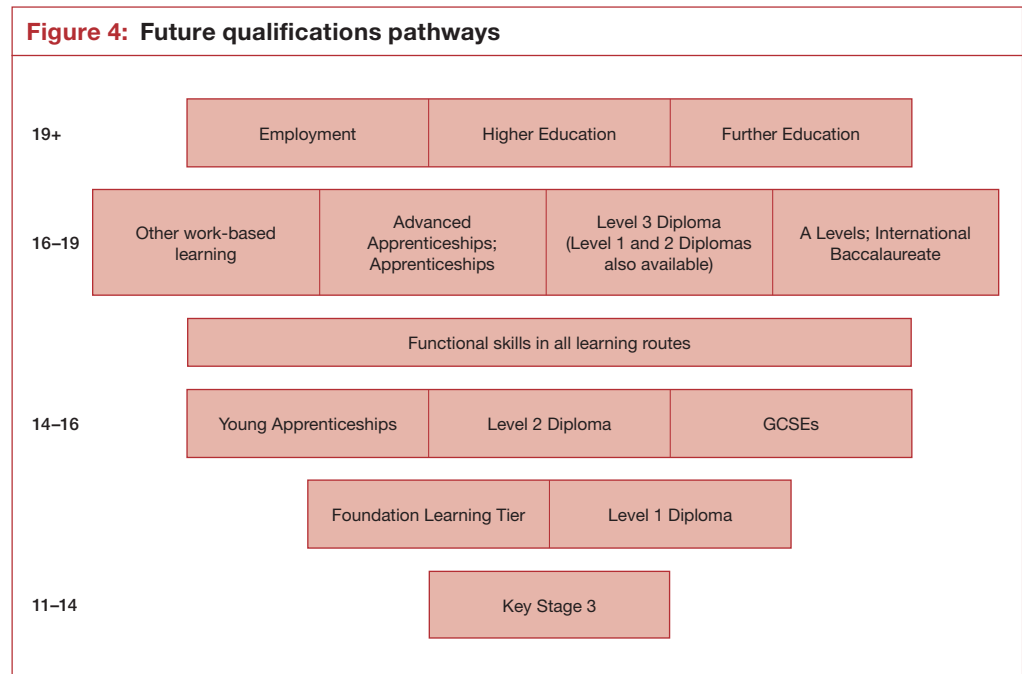 Figure 4: Future qualifications pathways
19+
Employment
Higher Education
Further Education
16–19
Other work-based
learning
Advanced
Apprenticeships;
Apprenticeships
Level 3 Diploma
(Level 1 and 2 Diplomas
also available)
A Levels; International
Baccalaureate
Functional skills in all learning routes
14–16
Young Apprenticeships
Level 2 Diploma
GCSEs
Foundation Learning Tier
Level 1 Diploma
11–14
Key Stage 3